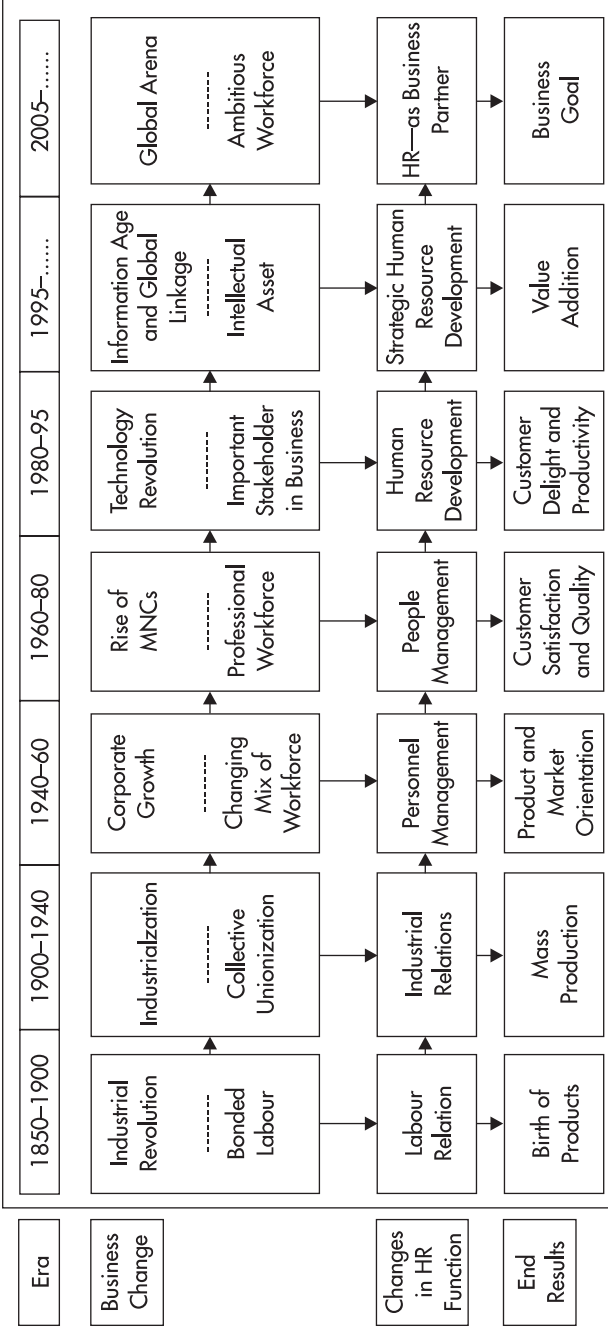 Era
1850–1900
1900–1940
1940–60
1960–80
1980–95
1995–......
2005–......
Business
Change
Industrial
Revolution
Bonded
Labour
Industrialzation
Collective
Unionization
Corporate
Growth
Changing
Mix of
Workforce
Rise of
MNCs
Professional
Workforce
Technology
Revolution
Important
Stakeholder
in Business
Information Age
and Global
Linkage
Intellectual
Asset
Global Arena
Ambitious
Workforce
Changes
in HR
Function
Labour
Relation
Industrial
Relations
Personnel
Management
People
Management
Human
Resource
Development
Strategic Human
Resource
Development
HR—as Business
Partner
End
Results
Birth of
Products
Mass
Production
Product and
Market
Orientation
Customer
Satisfaction
and Quality
Customer
Delight and
Productivity
Value
Addition
Business
Goal